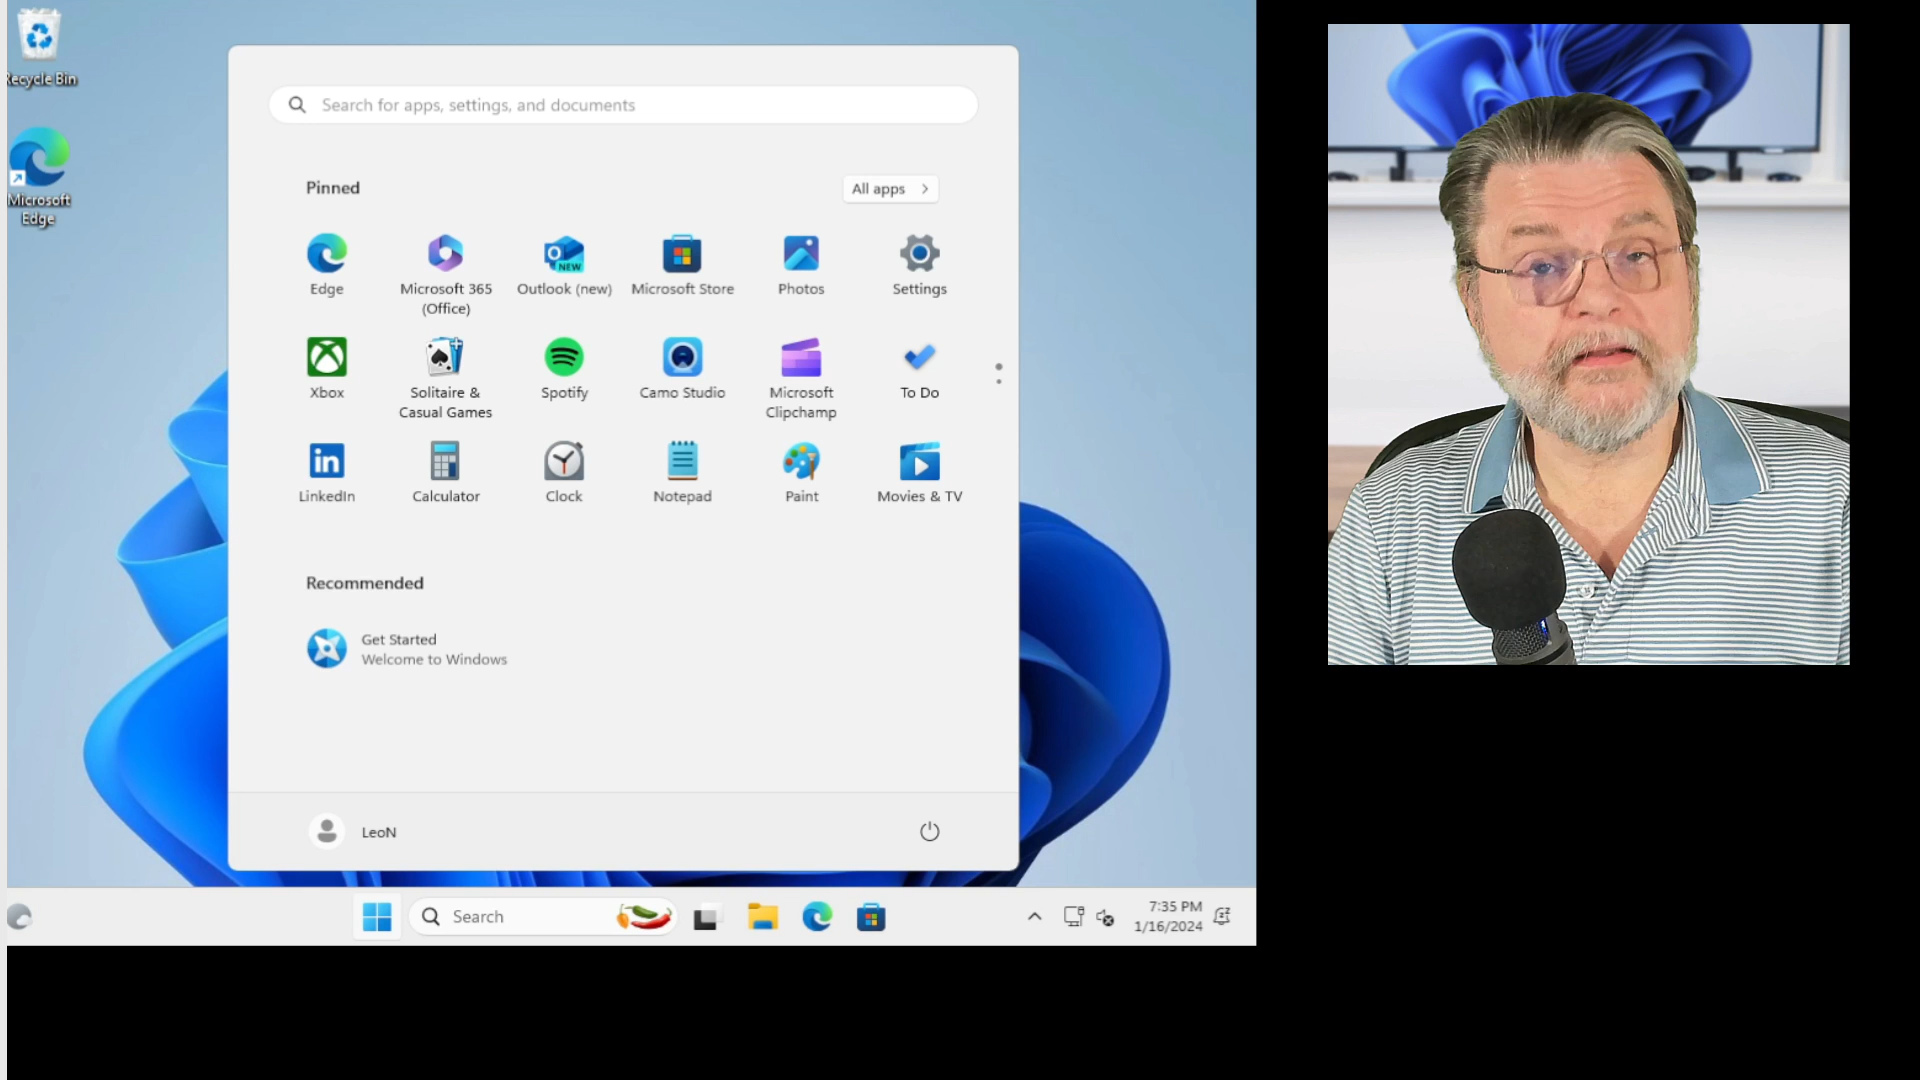 Recycle Bin
Microsoft
Edge
Search for apps, settings, and documents
Pinned
All apps
Edge
Microsoft 365
(Office)
Outlook (new)
NEW
Microsoft Store
Photos
Settings
Xbox
Solitaire &
Casual Games
Spotify
Camo Studio
Microsoft
Clipchamp
To Do
LinkedIn
Calculator
Clock
Notepad
Paint
Movies & TV
Recommended
Get Started
Welcome to Windows
LeoN
Search
7:35 PM
1/16/2024